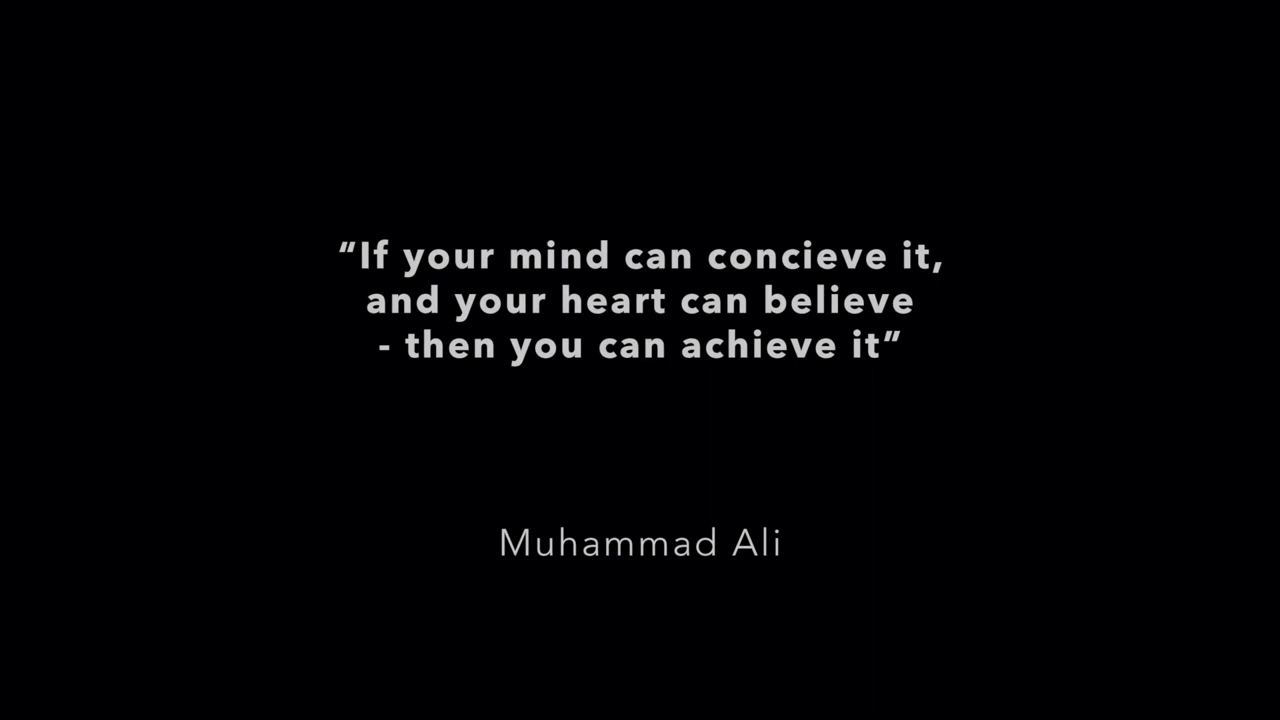 “If your mind can concieve it,
and your heart can believe
- then you can achieve it”
Muhammad Ali